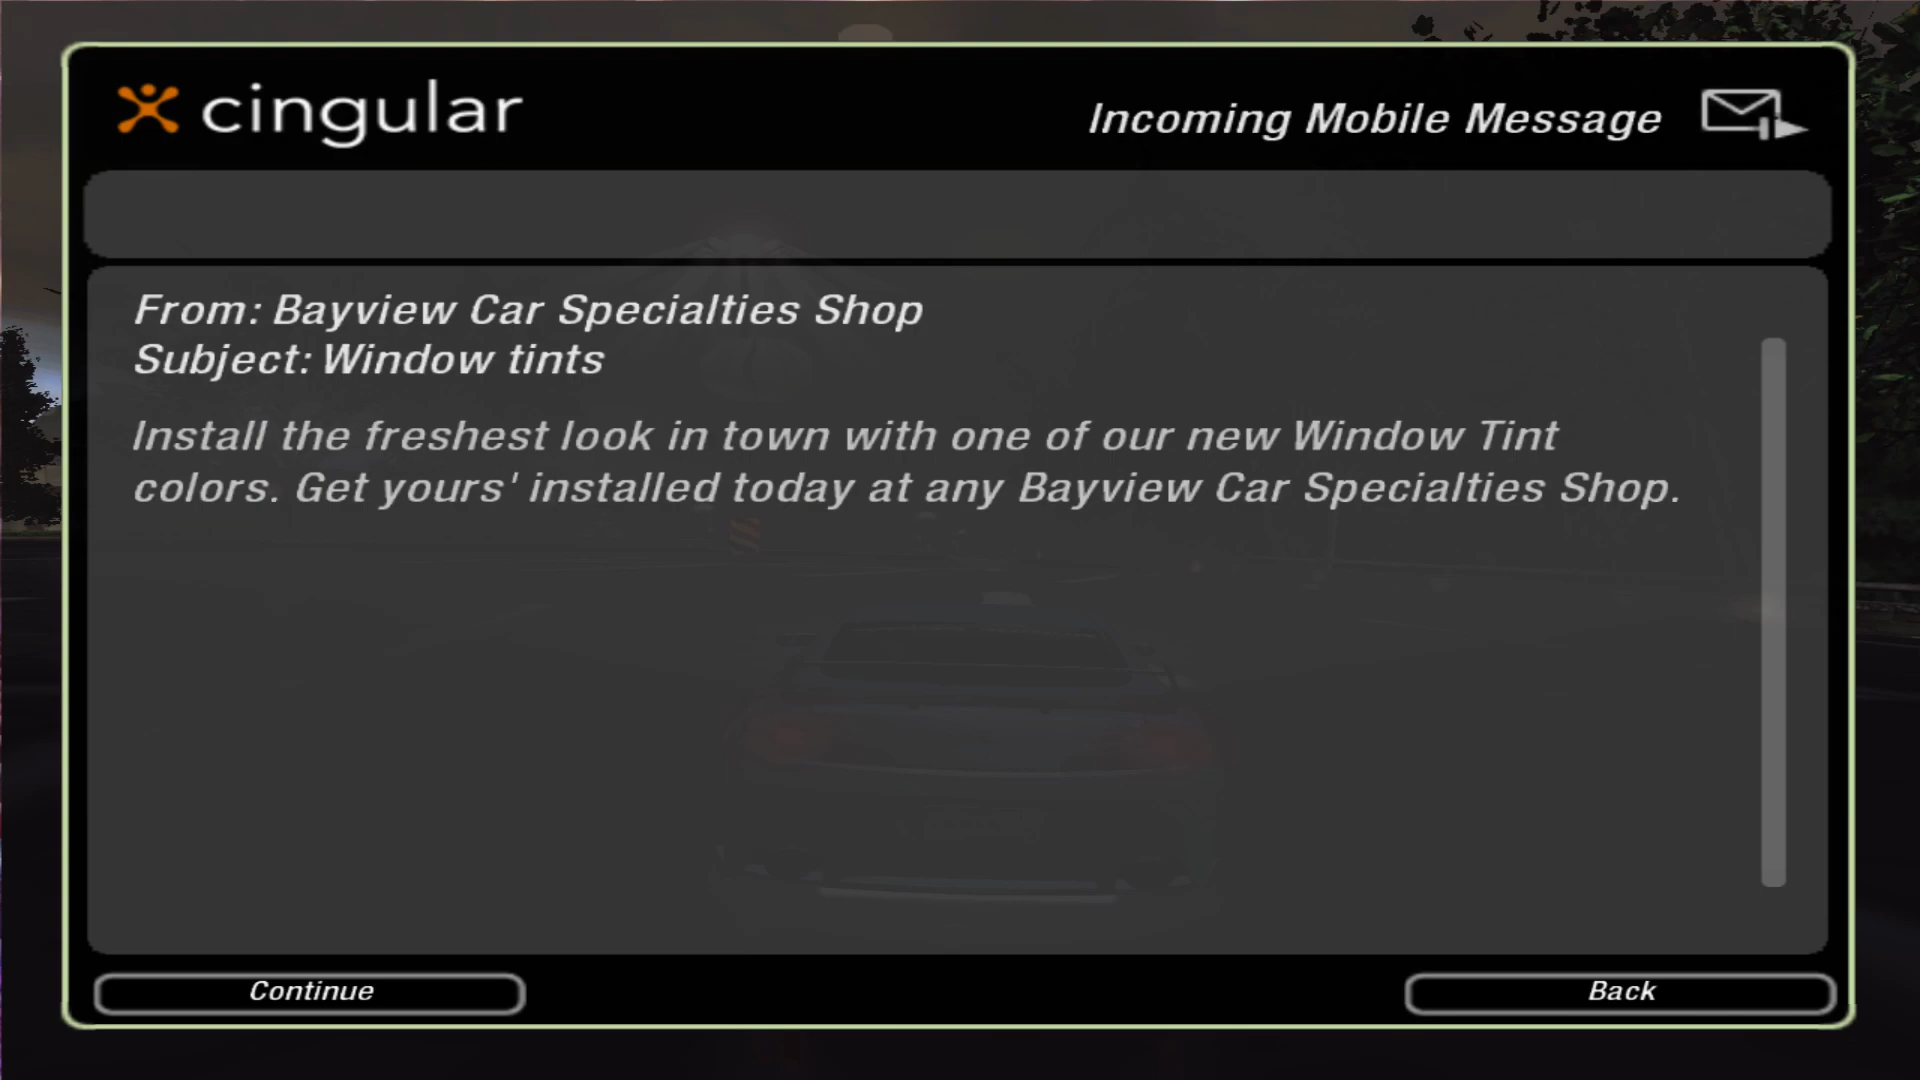 cingular
Incoming Mobile Message
From: Bayview Car Specialties Shop
Subject: Window tints
Install the freshest look in town with one of our new Window Tint
colors. Get yours' installed today at any Bayview Car Specialties Shop.
Continue
Back